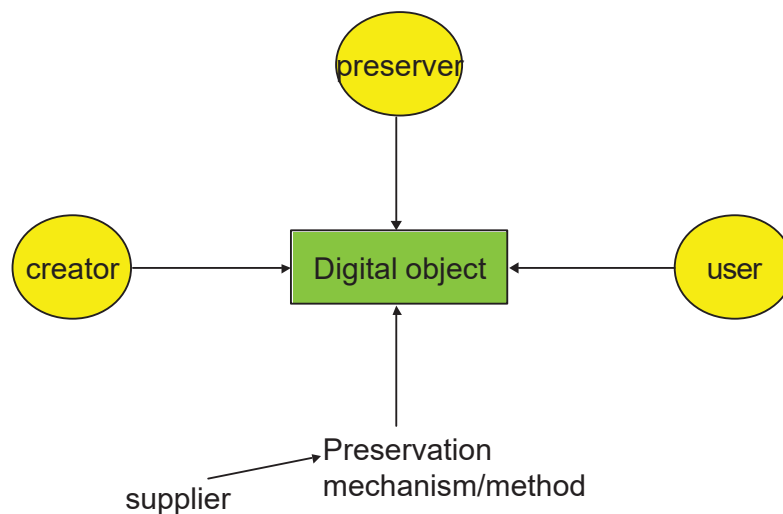 preserver
creator
Digital object
user
Preservation
mechanism/method
supplier